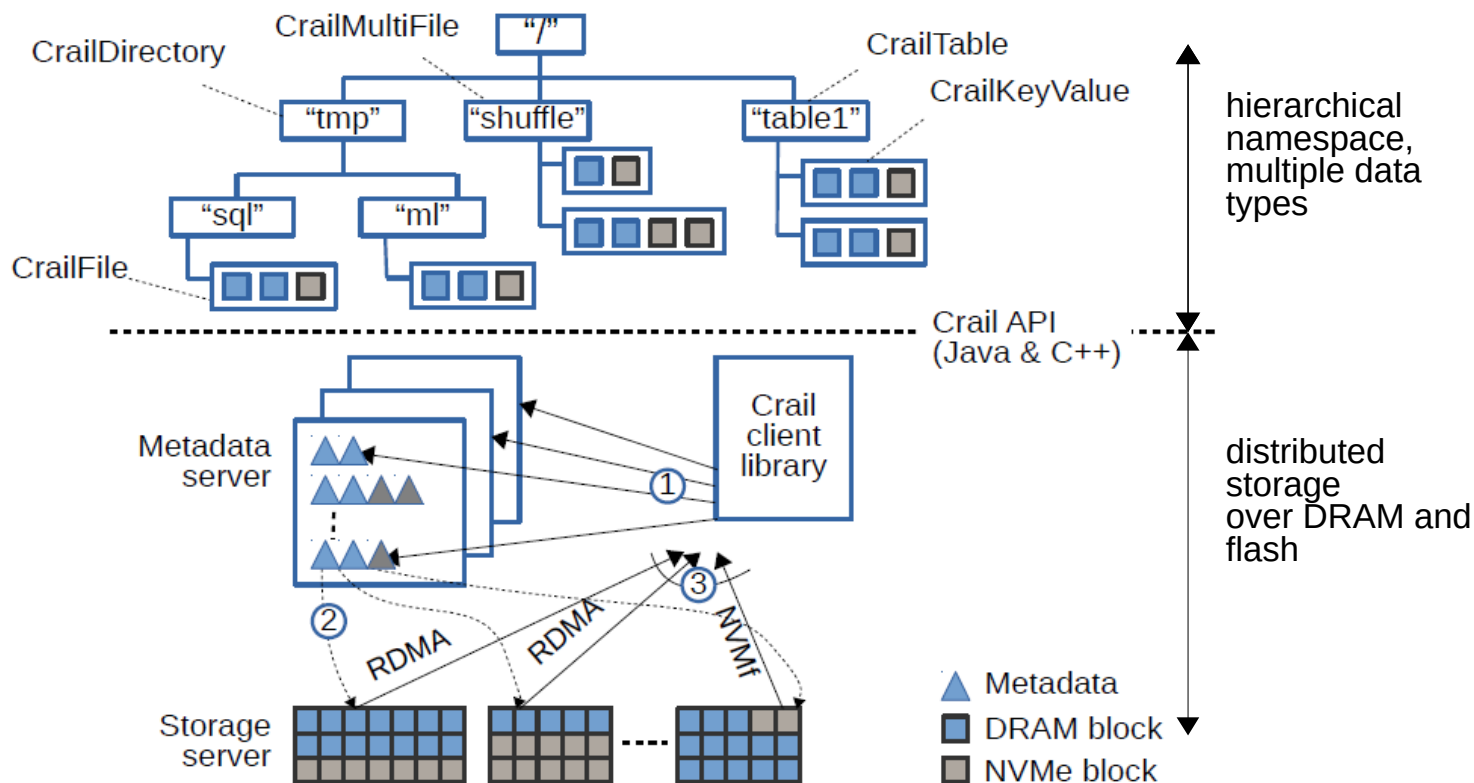 CrailMultiFile
“/”
CrailTable
CrailDirectory
CrailKeyValue
“tmp”
“shuffle”
“table1”
hierarchical
namespace,
multiple data
types
“sql”
“ml”
CrailFile
Crail API
(Java & C++)
Metadata
server
Crail
client
library
1
distributed
storage
over DRAM and
flash
2
3
RDMA
RDMA
NVMf
Storage
server
Metadata
DRAM block
NVMe block